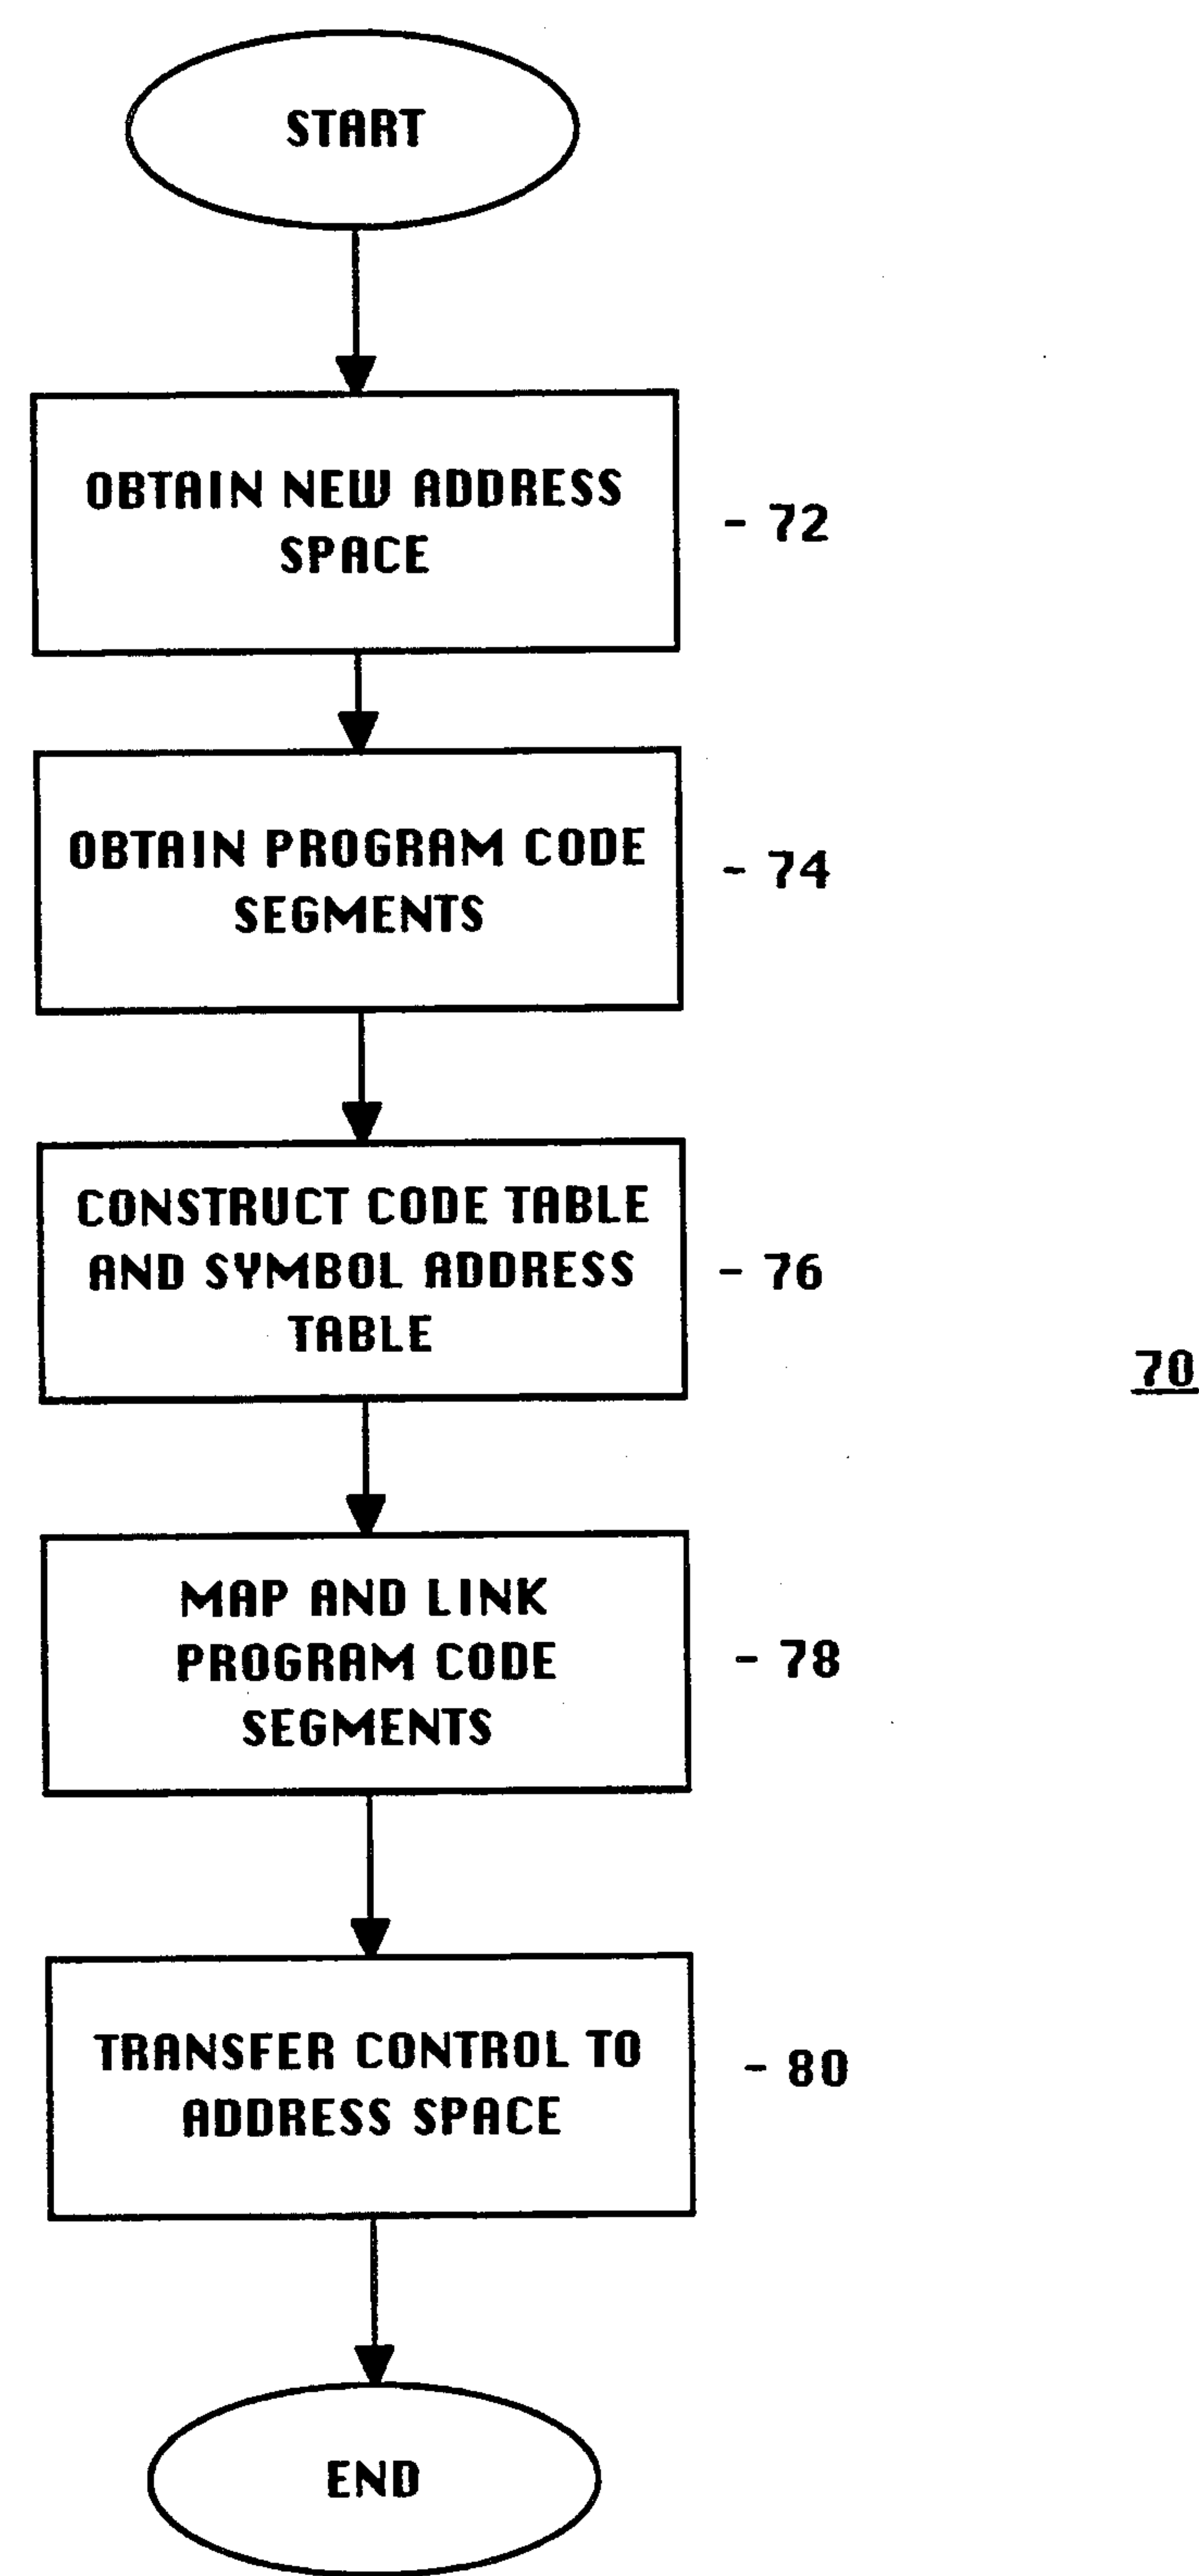 START
OBTAIN NEW ADDRESS
SPACE
- 72
OBTAIN PROGRAM CODE
SEGMENTS
- 74
CONSTRUCT CODE TABLE
AND SYMBOL ADDRESS
TABLE
- 76
70
MAP AND LINK
PROGRAM CODE
SEGMENTS
- 78
TRANSFER CONTROL TO
ADDRESS SPACE
- 80
END